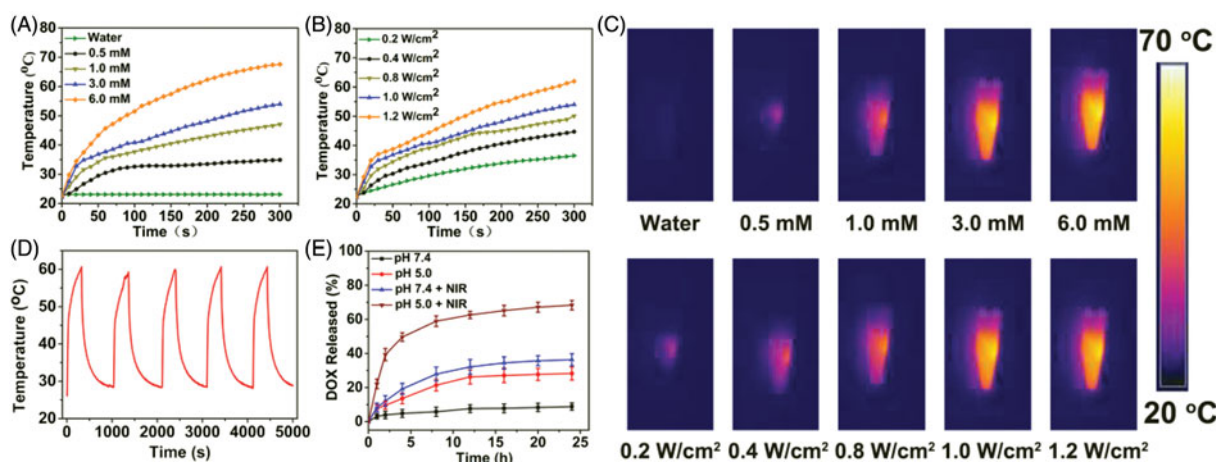 (A)
80
70
60
50
40
30
20
Temperature (⁰C)
Water
0.5 mM
1.0 mM
3.0 mM
6.0 mM
0 50 100 150 200 250 300
Time (s)
(B)
80
70
60
50
40
30
20
Temperature (⁰C)
0.2 W/cm²
0.4 W/cm²
0.8 W/cm²
1.0 W/cm²
1.2 W/cm²
0 50 100 150 200 250 300
Time (s)
(C)
Water 0.5 mM 1.0 mM 3.0 mM 6.0 mM
0.2 W/cm² 0.4 W/cm² 0.8 W/cm² 1.0 W/cm² 1.2 W/cm²
70 °C
20 °C
(D)
70
60
50
40
30
20
Temperature (°C)
0 1000 2000 3000 4000 5000
Time (s)
(E)
100
80
60
40
20
0
DOX Released (%)
pH 7.4
pH 5.0
pH 7.4 + NIR
pH 5.0 + NIR
0 5 10 15 20 25
Time (h)